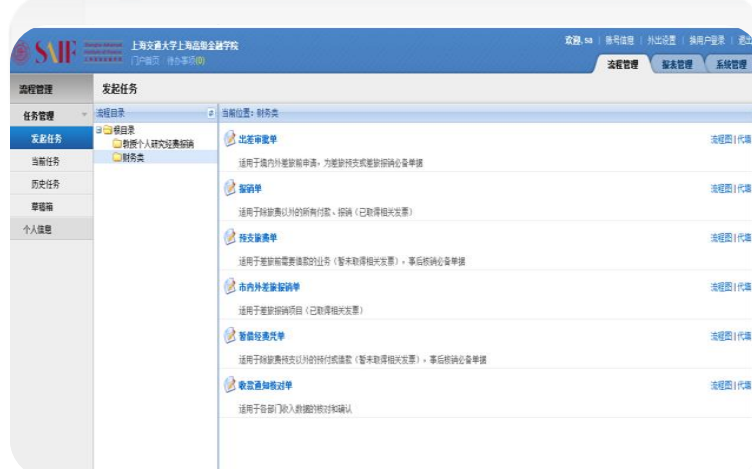 SAIF
上海交通大学上海高级金融学院
门户首页 待办事项(0)
欢迎, sa | 账号信息 | 外出设置 | 换用户登录 | 退出
流程管理 报表管理 系统管理
流程管理
发起任务
任务管理
发起任务
当前任务
历史任务
草稿箱
个人信息
流程目录
根目录
教授个人研究经费报销
财务类
当前位置: 财务类
出差审批单
流程图 | 代填
适用于境内外差旅前申请，为差旅预支或差旅报销必备单据
报销单
流程图 | 代填
适用于除旅费以外的所有付款、报销（已取得相关发票）
预支旅费单
流程图 | 代填
适用于差旅前需要借款的业务（暂未取得相关发票），事后核销必备单据
市内外差旅报销单
流程图 | 代填
适用于差旅报销项目（已取得相关发票）
暂借经费凭单
流程图 | 代填
适用于除旅费预支以外的预付或借款（暂未取得相关发票），事后核销必备单据
收款通知核对单
流程图 | 代填
适用于各部门收入数据的核对和确认